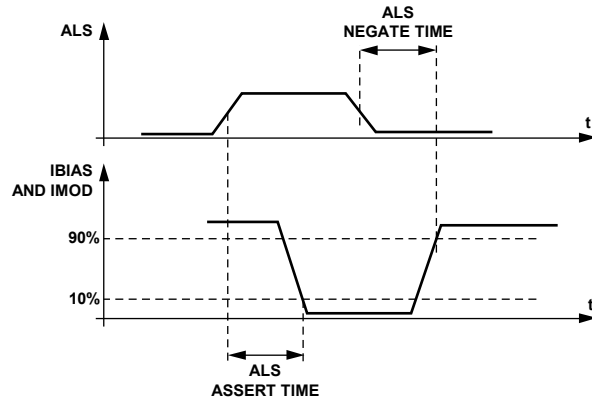 ALS
ALS
NEGATE TIME
t
IBIAS
AND IMOD
90%
10%
t
ALS
ASSERT TIME